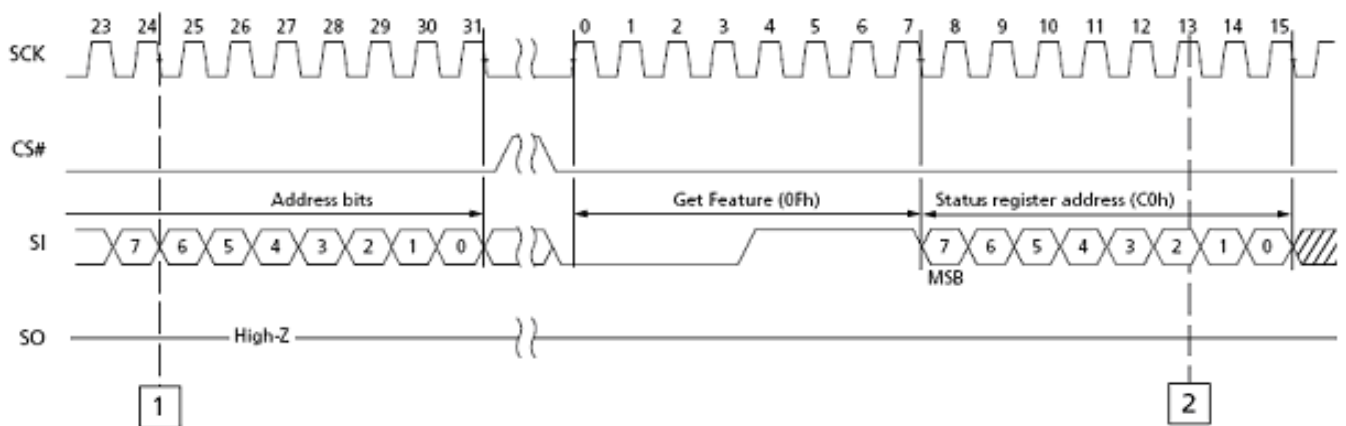 23 24 25 26 27 28 29 30 31 0 1 2 3 4 5 6 7 8 9 10 11 12 13 14 15
SCK
CS#
Address bits Get Feature (0Fh) Status register address (C0h)
SI 7 6 5 4 3 2 1 0 7 6 5 4 3 2 1 0
MSB
SO High-Z
1 2